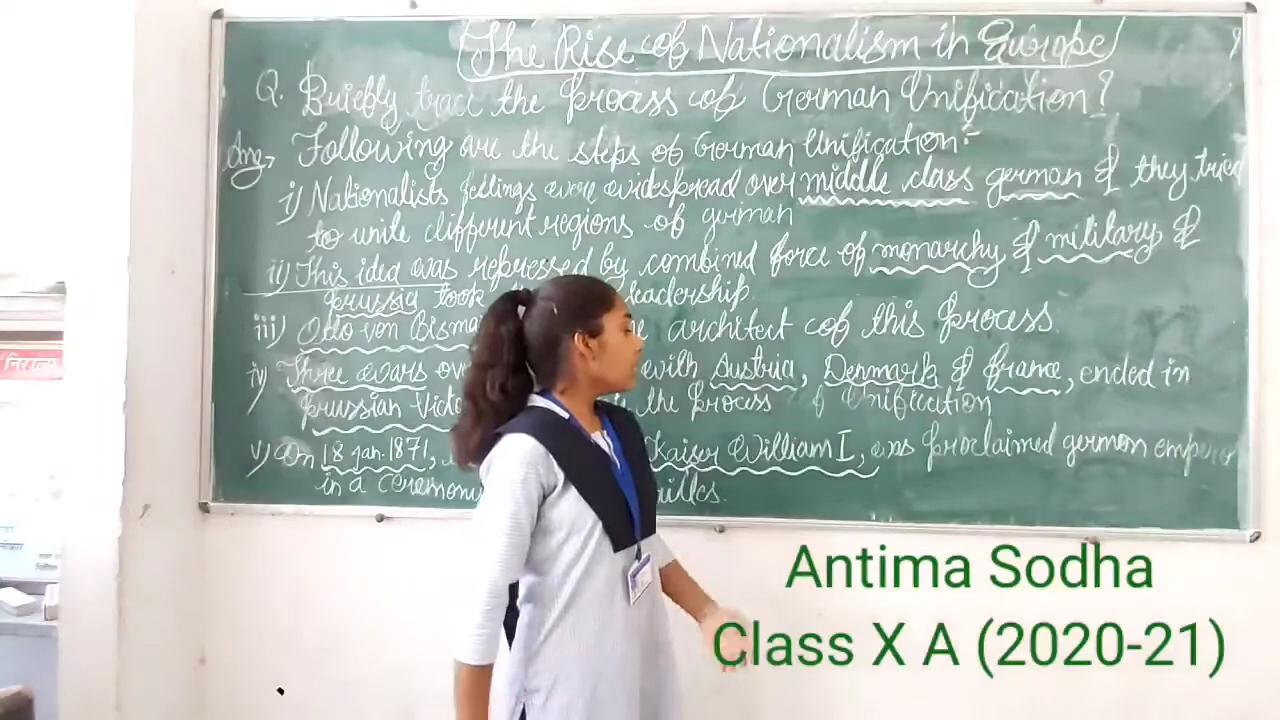 The Rise of Nationalism in Europe
Q. Briefly trace the process of German Unification?
Ans, Following are the steps of German Unification:-
i) Nationalists feelings were widespread over middle class german & they tried
to unite different regions of german
ii) This idea was repressed by combined force of monarchy & military &
prussia took leadership.
iii) Otto von Bisma architect of this process.
iv) Three wars ov with Austria, Denmark & france, ended in
prussian Victo the process of Unification
v) On 18 jan. 1871, Kaiser William I, was proclaimed german emperor
in a ceremony illes.
Antima Sodha
Class X A (2020-21)
निराला